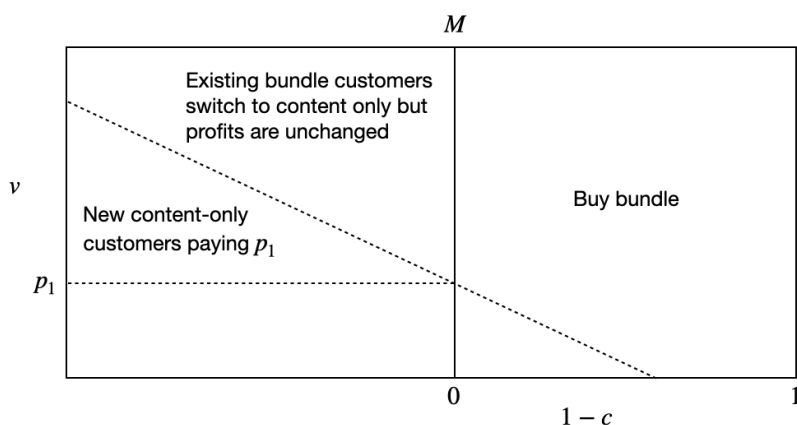 M
Existing bundle customers
switch to content only but
profits are unchanged
v
Buy bundle
New content-only
customers paying p₁
p₁
0
1
1 − c